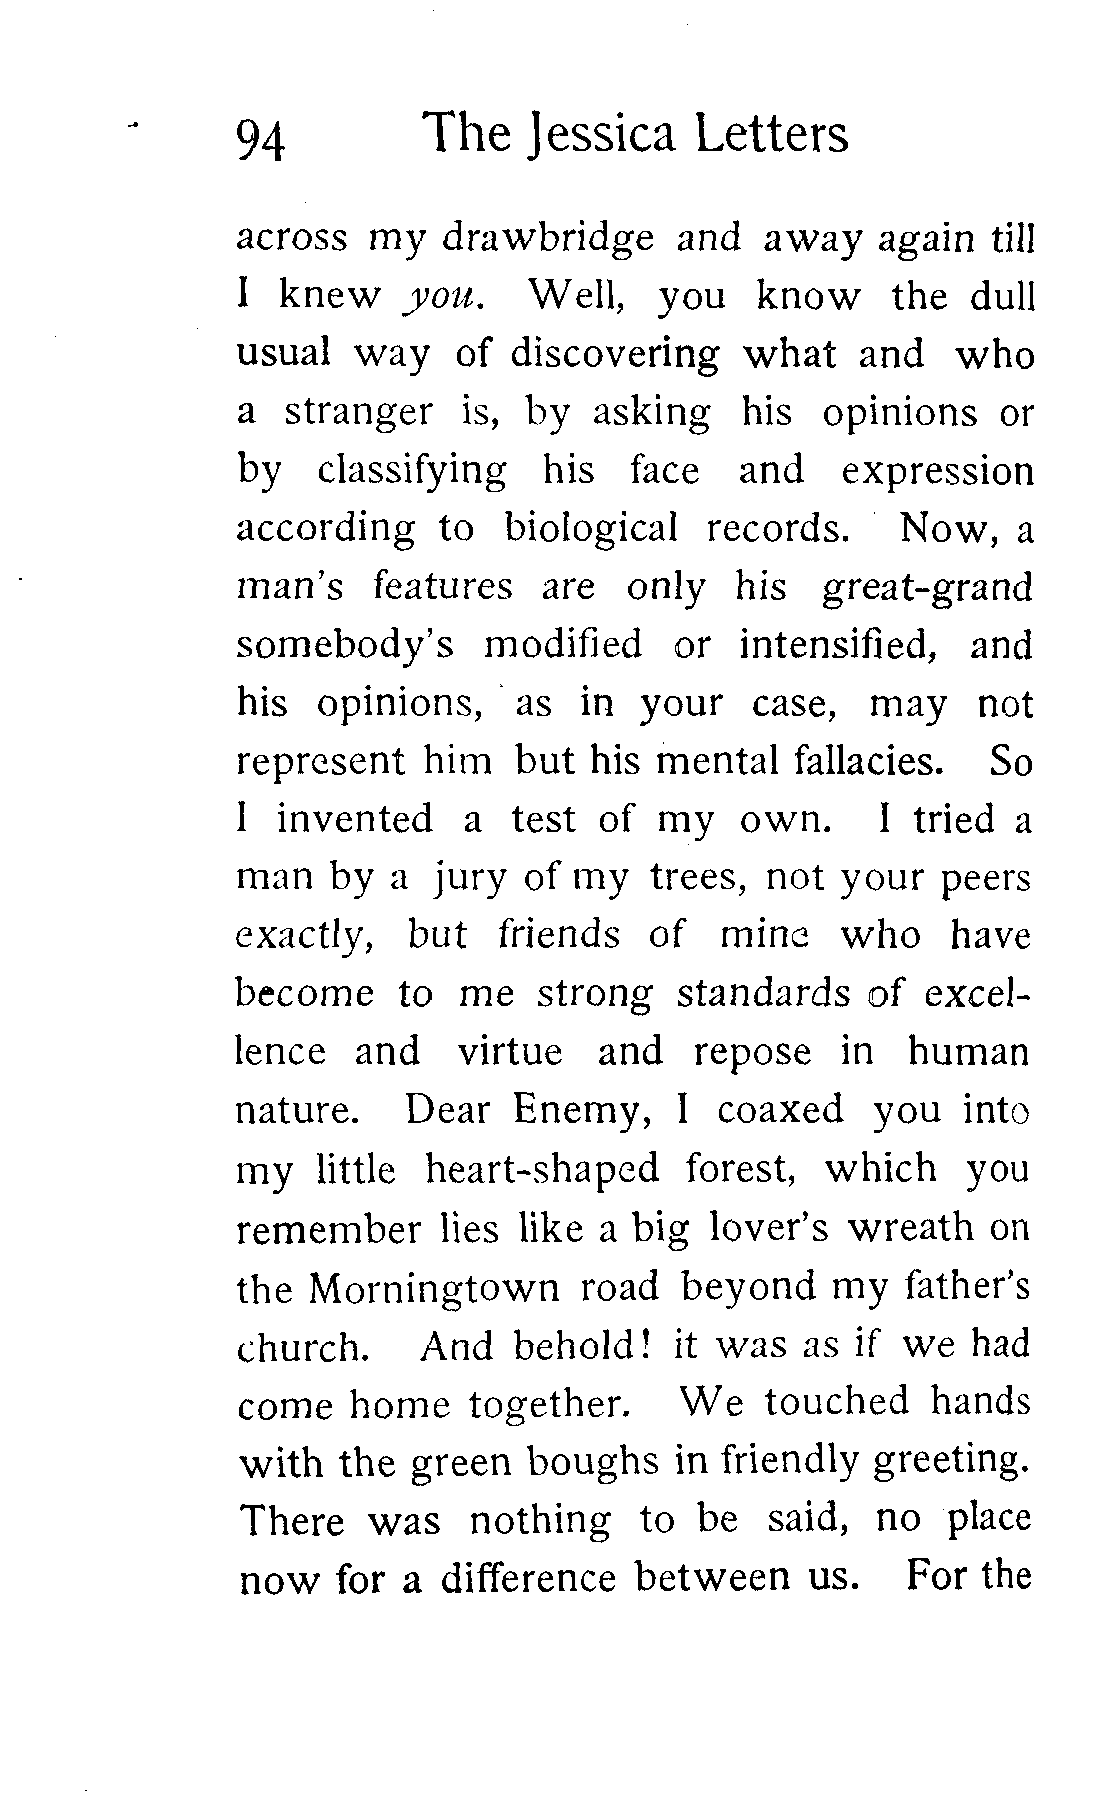 94 The Jessica Letters
across my drawbridge and away again till
I knew you. Well, you know the dull
usual way of discovering what and who
a stranger is, by asking his opinions or
by classifying his face and expression
according to biological records. Now, a
man's features are only his great-grand
somebody's modified or intensified, and
his opinions, as in your case, may not
represent him but his mental fallacies. So
I invented a test of my own. I tried a
man by a jury of my trees, not your peers
exactly, but friends of mine who have
become to me strong standards of excel-
lence and virtue and repose in human
nature. Dear Enemy, I coaxed you into
my little heart-shaped forest, which you
remember lies like a big lover's wreath on
the Morningtown road beyond my father's
church. And behold! it was as if we had
come home together. We touched hands
with the green boughs in friendly greeting.
There was nothing to be said, no place
now for a difference between us. For the